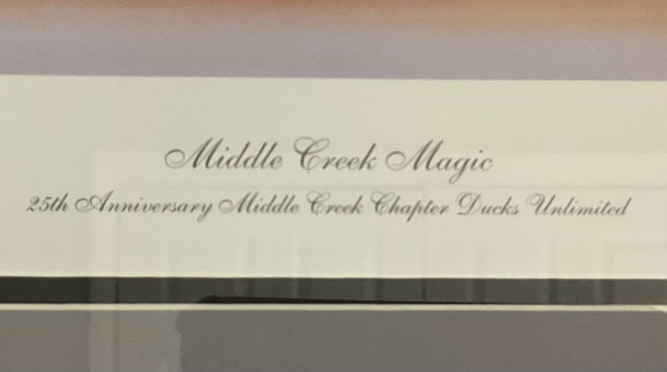 Middle Creek Magic
25th Anniversary Middle Creek Chapter Ducks Unlimited